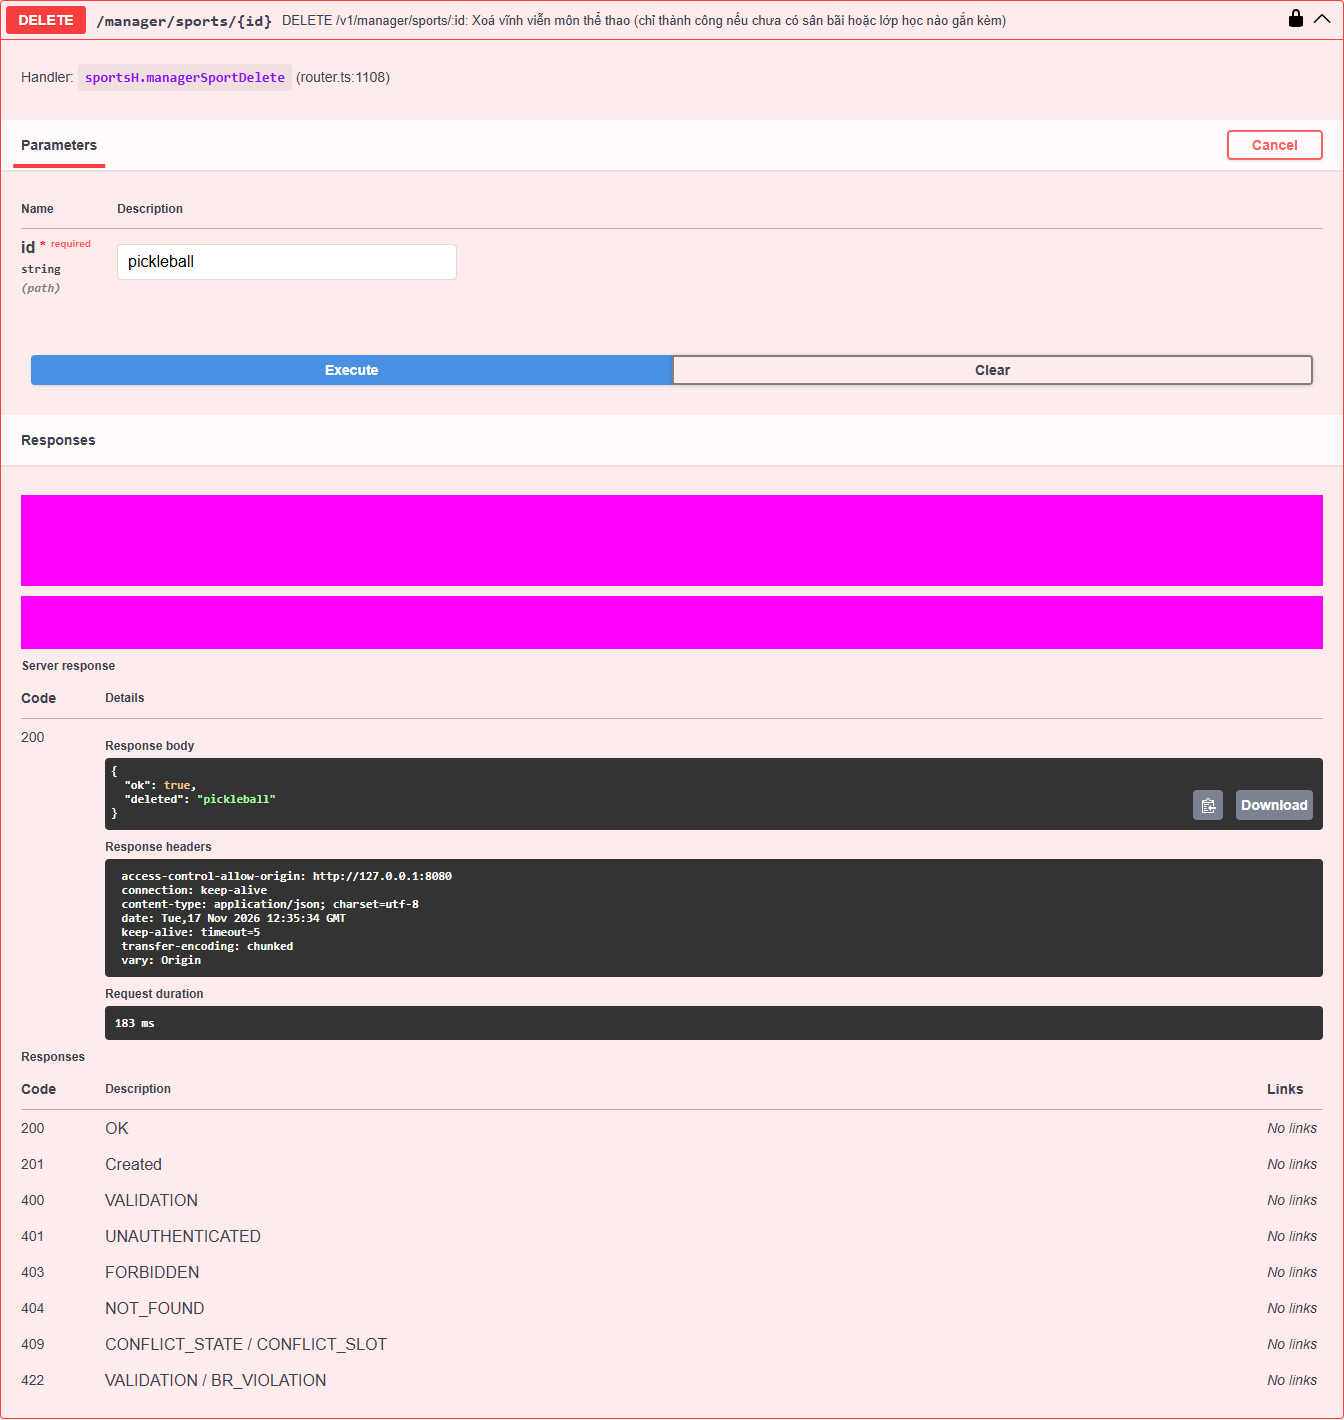 DELETE /manager/sports/{id} DELETE /v1/manager/sports/:id: Xoá vĩnh viễn môn thể thao (chỉ thành công nếu chưa có sân bãi hoặc lớp học nào gắn kèm)
Handler: sportsH.managerSportDelete (router.ts:1108)
Parameters Cancel
Name Description
id * required pickleball
string
(path)
Execute Clear
Responses
Server response
Code Details
200
Response body
{
"ok": true,
"deleted": "pickleball"
}
Download
Response headers
access-control-allow-origin: http://127.0.0.1:8080
connection: keep-alive
content-type: application/json; charset=utf-8
date: Tue,17 Nov 2026 12:35:34 GMT
keep-alive: timeout=5
transfer-encoding: chunked
vary: Origin
Request duration
183 ms
Responses
Code Description Links
200 OK No links
201 Created No links
400 VALIDATION No links
401 UNAUTHENTICATED No links
403 FORBIDDEN No links
404 NOT_FOUND No links
409 CONFLICT_STATE / CONFLICT_SLOT No links
422 VALIDATION / BR_VIOLATION No links